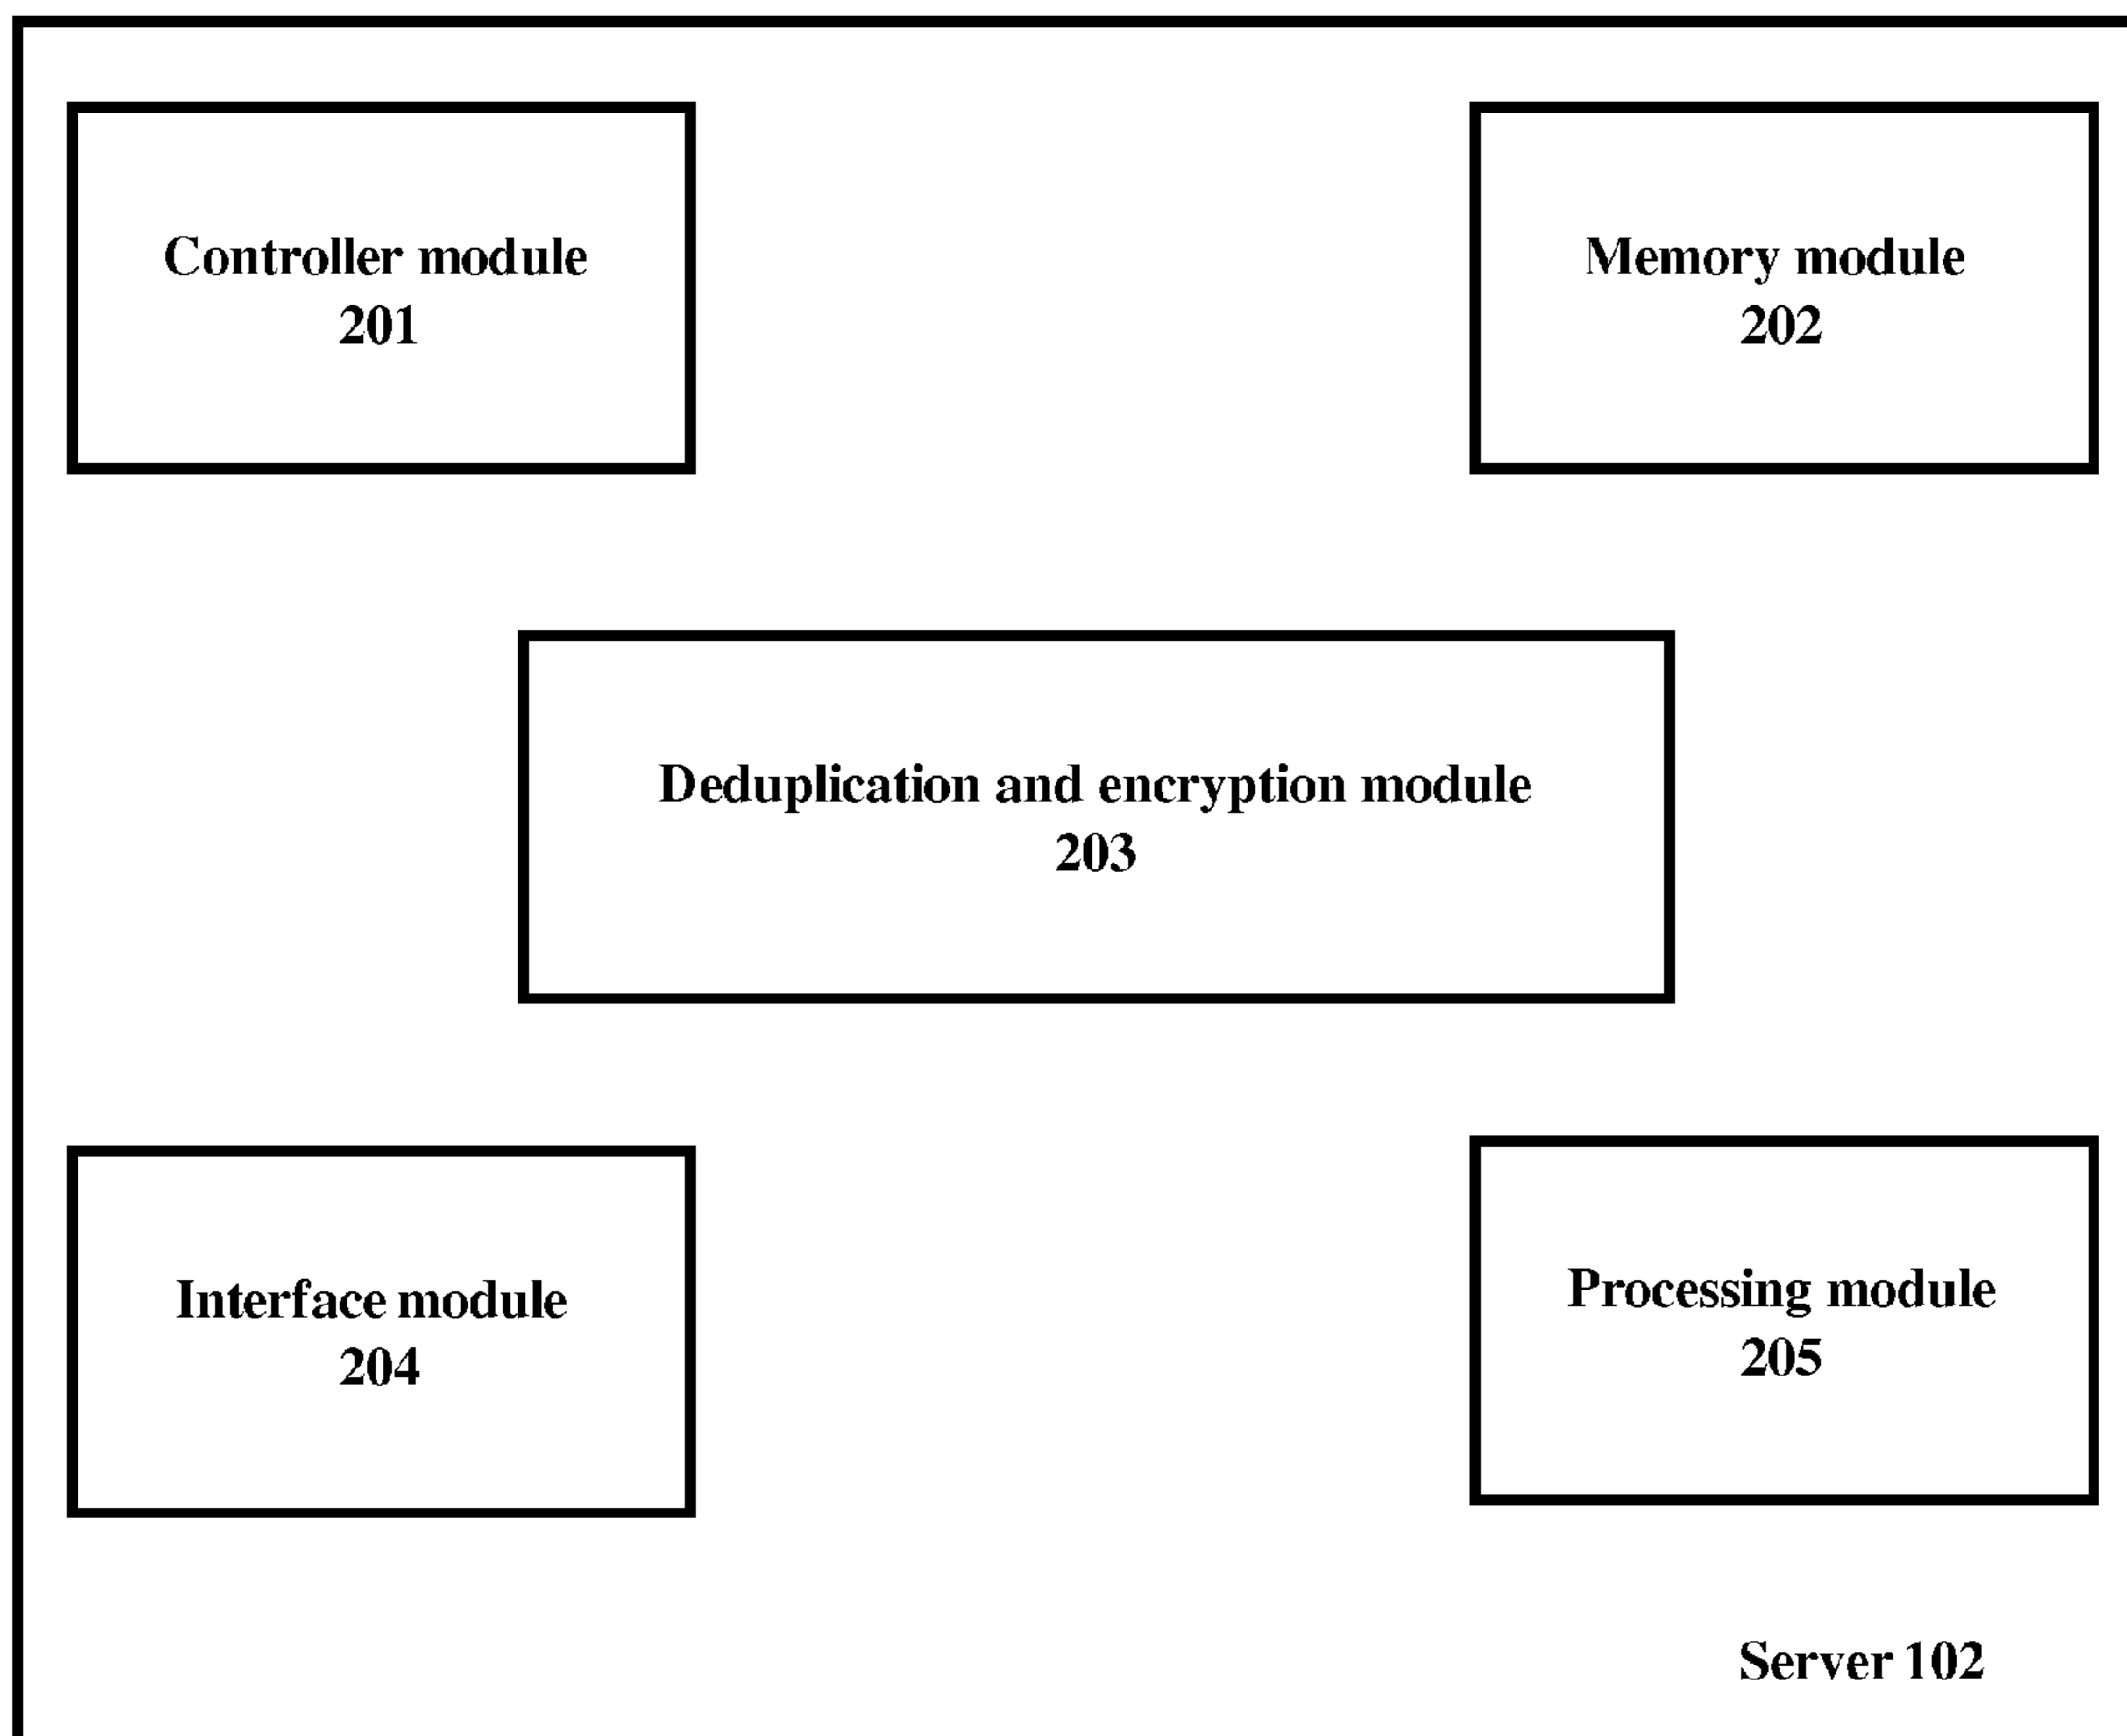 Controller module
201
Memory module
202
Deduplication and encryption module
203
Interface module
204
Processing module
205
Server 102